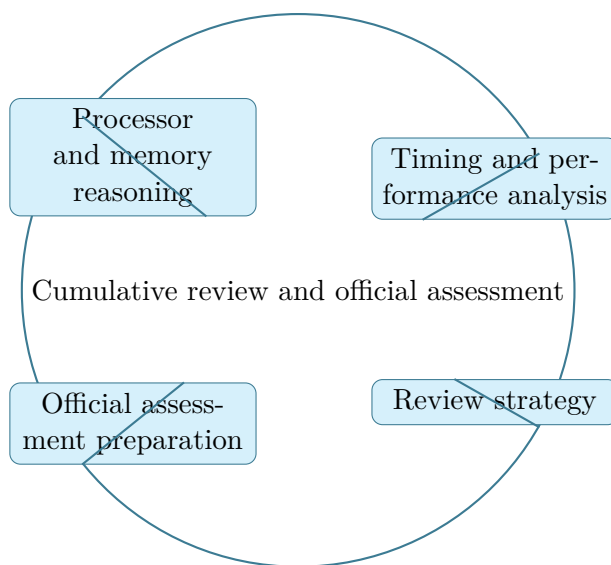 Processor
and memory
reasoning
Timing and per-
formance analysis
Cumulative review and official assessment
Official assess-
ment preparation
Review strategy